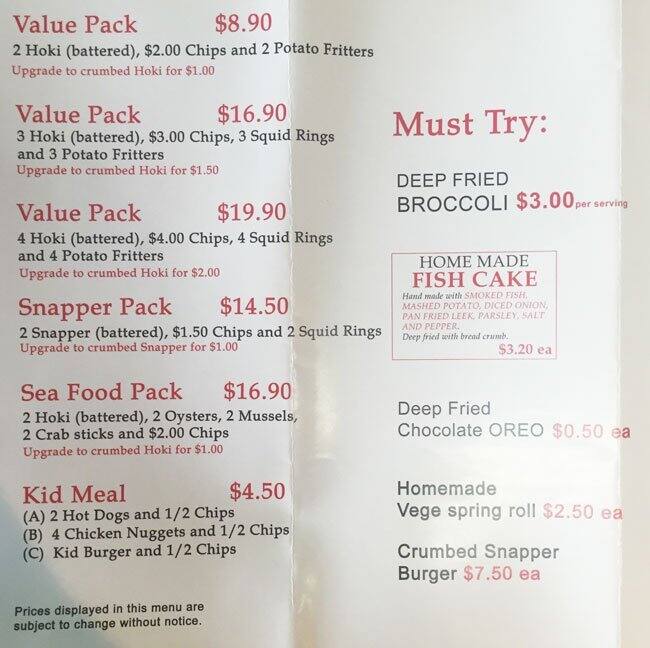 Value Pack $8.90
2 Hoki (battered), $2.00 Chips and 2 Potato Fritters
Upgrade to crumbed Hoki for $1.00
Value Pack $16.90
3 Hoki (battered), $3.00 Chips, 3 Squid Rings
and 3 Potato Fritters
Upgrade to crumbed Hoki for $1.50
Value Pack $19.90
4 Hoki (battered), $4.00 Chips, 4 Squid Rings
and 4 Potato Fritters
Upgrade to crumbed Hoki for $2.00
Snapper Pack $14.50
2 Snapper (battered), $1.50 Chips and 2 Squid Rings
Upgrade to crumbed Snapper for $1.00
Sea Food Pack $16.90
2 Hoki (battered), 2 Oysters, 2 Mussels,
2 Crab sticks and $2.00 Chips
Upgrade to crumbed Hoki for $1.00
Kid Meal $4.50
(A) 2 Hot Dogs and 1/2 Chips
(B) 4 Chicken Nuggets and 1/2 Chips
(C) Kid Burger and 1/2 Chips
Prices displayed in this menu are
subject to change without notice.
Must Try:
DEEP FRIED
BROCCOLI $3.00 per serving
HOME MADE
FISH CAKE
Hand made with SMOKED FISH,
MASHED POTATO, DICED ONION,
PAN FRIED LEEK, PARSLEY, SALT
AND PEPPER.
Deep fried with bread crumb.
$3.20 ea
Deep Fried
Chocolate OREO $0.50 ea
Homemade
Vege spring roll $2.50 ea
Crumbed Snapper
Burger $7.50 ea